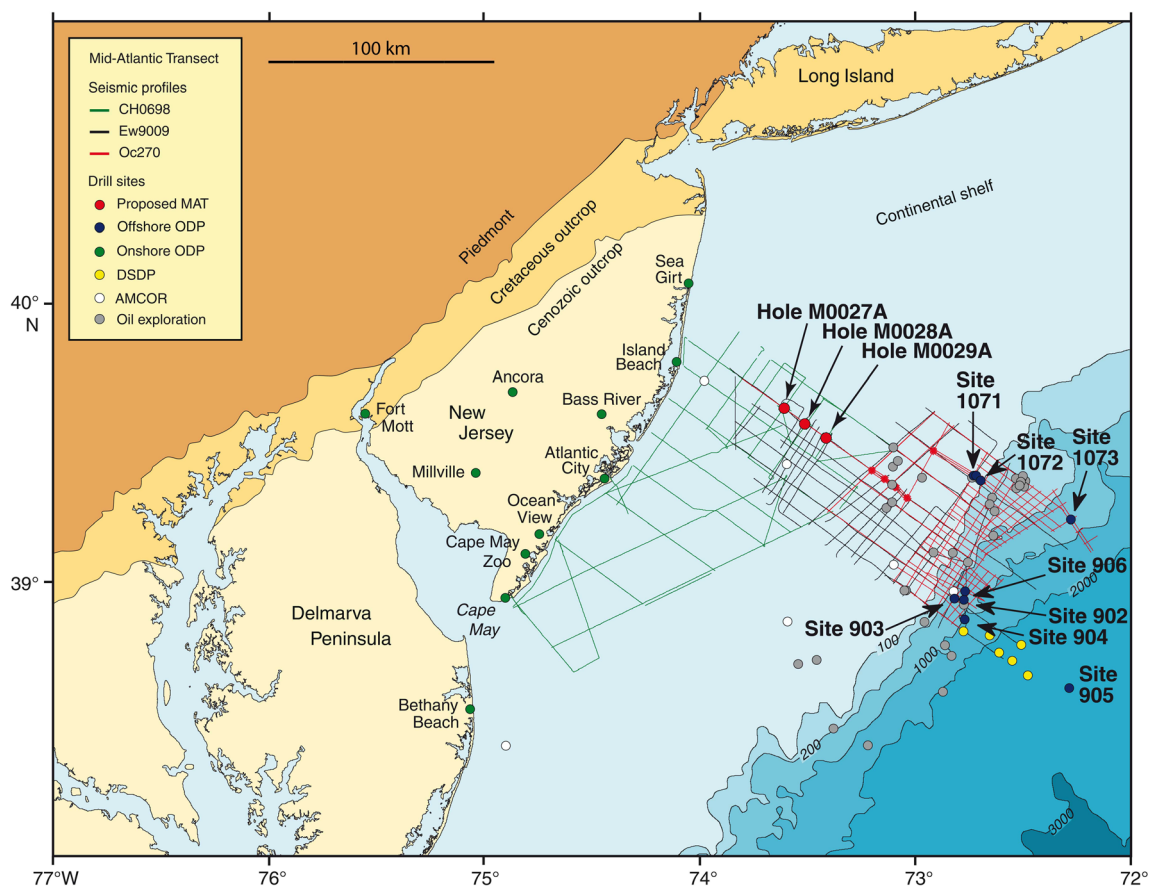 100 km
Long Island
Mid-Atlantic Transect
Seismic profiles
CH0698
Ew9009
Oc270
Drill sites
Proposed MAT
Offshore ODP
Onshore ODP
DSDP
AMCOR
Oil exploration
Continental shelf
Piedmont
Cretaceous outcrop
Cenozoic outcrop
Sea
Girt
40°
N
Hole M0027A
Hole M0028A
Hole M0029A
Island
Beach
Ancora
Bass River
Site
1071
Fort
Mott
New
Jersey
Site
1072
Site
1073
Atlantic
City
Millville
Ocean
View
Cape May
Zoo
39°
Site 906
2000
Cape
May
Delmarva
Peninsula
Site 903
Site 902
Site 904
100
1000
Site
905
Bethany
Beach
200
3000
77°W
76°
75°
74°
73°
72°